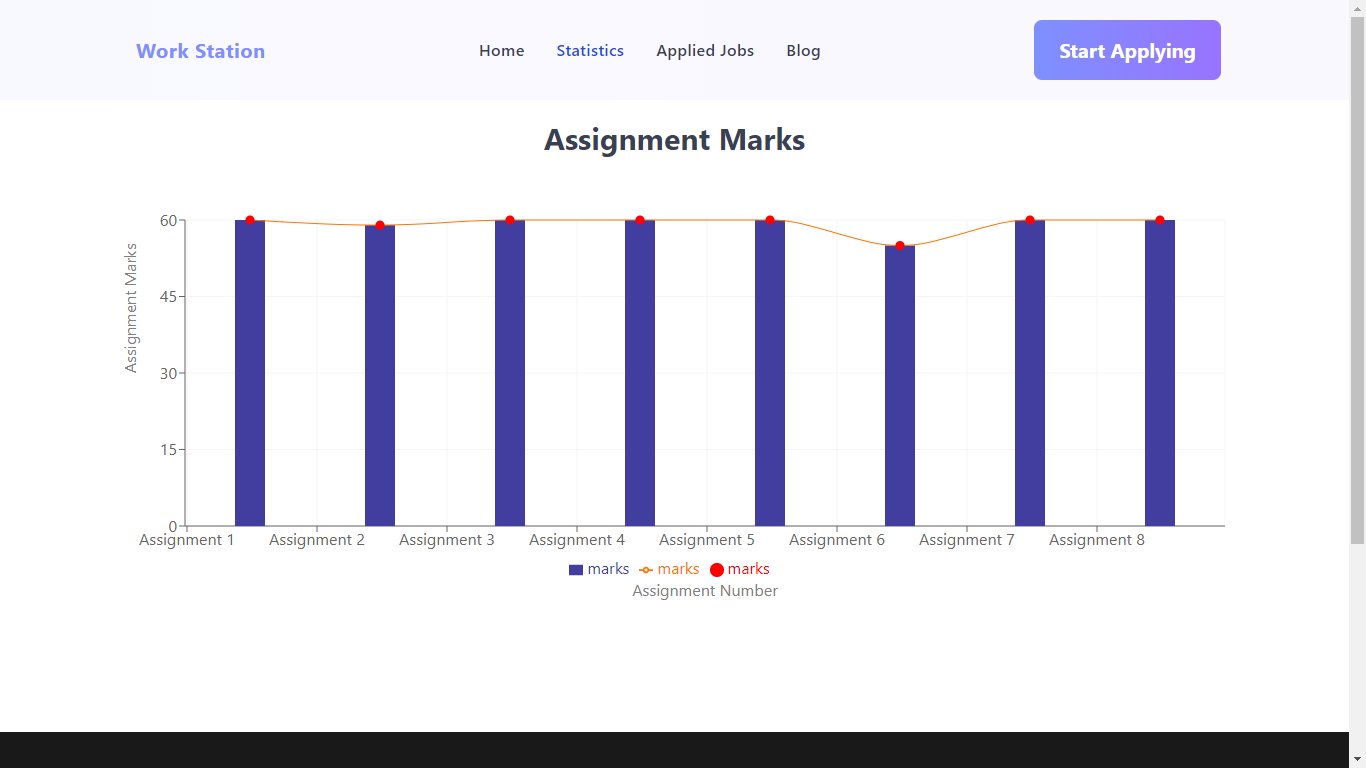 Work Station
Home
Statistics
Applied Jobs
Blog
Start Applying
Assignment Marks
60
45
30
15
0
Assignment Marks
Assignment 1
Assignment 2
Assignment 3
Assignment 4
Assignment 5
Assignment 6
Assignment 7
Assignment 8
marks
marks
marks
Assignment Number